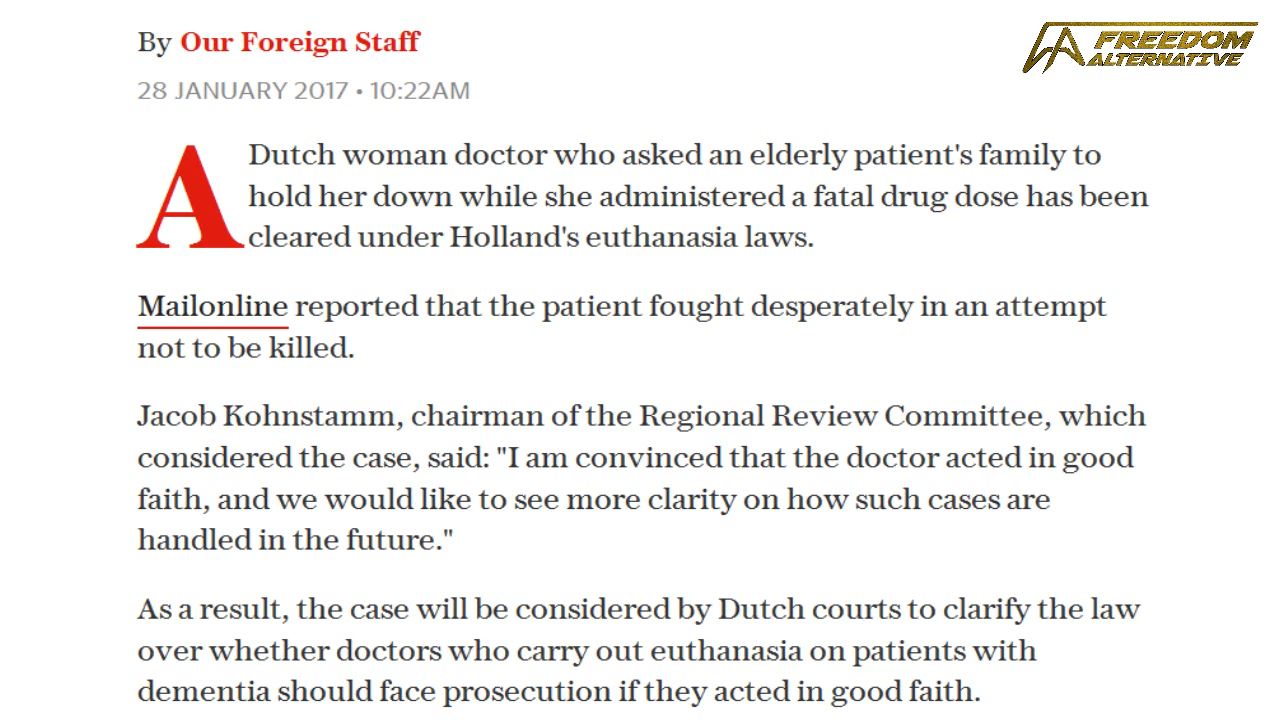 By Our Foreign Staff
FREEDOM
ALTERNATIVE
28 JANUARY 2017 • 10:22AM
A Dutch woman doctor who asked an elderly patient's family to
hold her down while she administered a fatal drug dose has been
cleared under Holland's euthanasia laws.
Mailonline reported that the patient fought desperately in an attempt
not to be killed.
Jacob Kohnstamm, chairman of the Regional Review Committee, which
considered the case, said: "I am convinced that the doctor acted in good
faith, and we would like to see more clarity on how such cases are
handled in the future."
As a result, the case will be considered by Dutch courts to clarify the law
over whether doctors who carry out euthanasia on patients with
dementia should face prosecution if they acted in good faith.